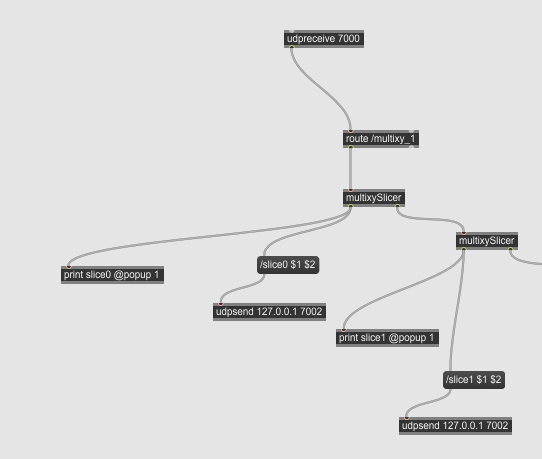 udpreceive 7000
route /multixy_1
multixySlicer
multixySlicer
/slice0 $1 $2
print slice0 @popup 1
udpsend 127.0.0.1 7002
print slice1 @popup 1
/slice1 $1 $2
udpsend 127.0.0.1 7002